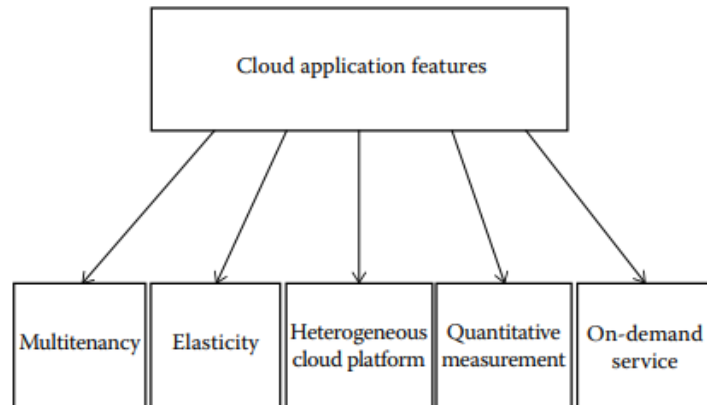 Cloud application features
Multitenancy
Elasticity
Heterogeneous
cloud platform
Quantitative
measurement
On-demand
service